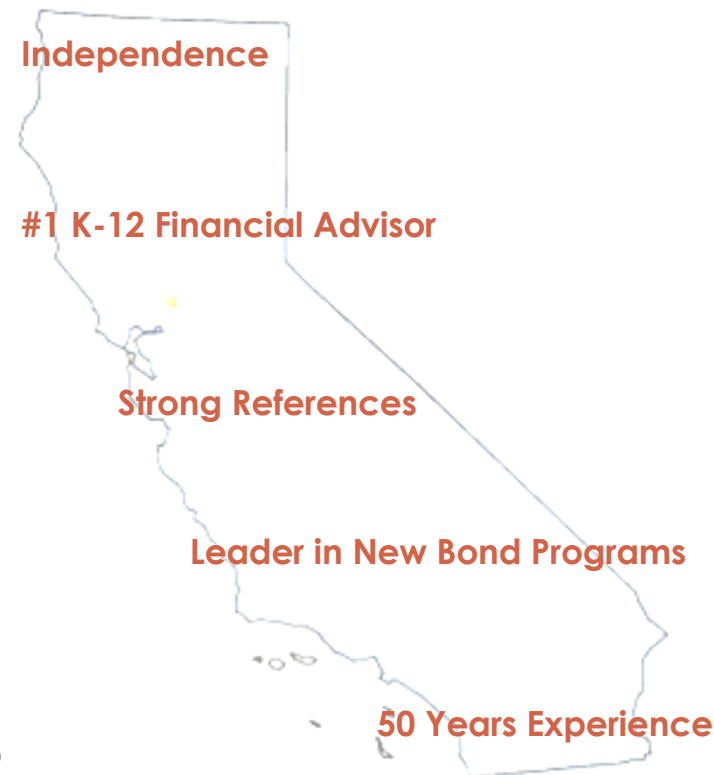 Independence
#1 K-12 Financial Advisor
Strong References
Leader in New Bond Programs
50 Years Experience